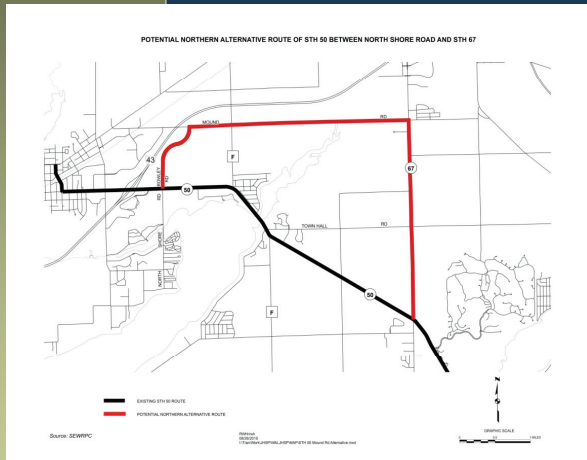 POTENTIAL NORTHERN ALTERNATIVE ROUTE OF STH 50 BETWEEN NORTH SHORE ROAD AND STH 67
MOUND
RD
43
F
ROWLEY
RD
67
50
RD
SHORE
NORTH
TOWN HALL
RD
50
F
EXISTING STH 50 ROUTE
POTENTIAL NORTHERN ALTERNATIVE ROUTE
N
GRAPHIC SCALE
Source: SEWRPC